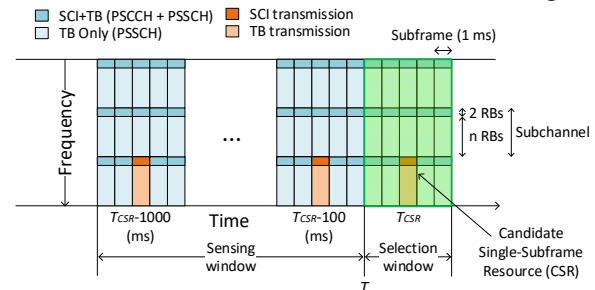 SCI+TB (PSCCH + PSSCH)
SCI transmission
TB Only (PSSCH)
TB transmission
Subframe (1 ms)
Frequency
...
2 RBs
n RBs
Subchannel
TCSR-1000
(ms)
Time
TCSR-100
(ms)
TCSR
Sensing
window
Selection
window
Candidate
Single-Subframe
Resource (CSR)
T